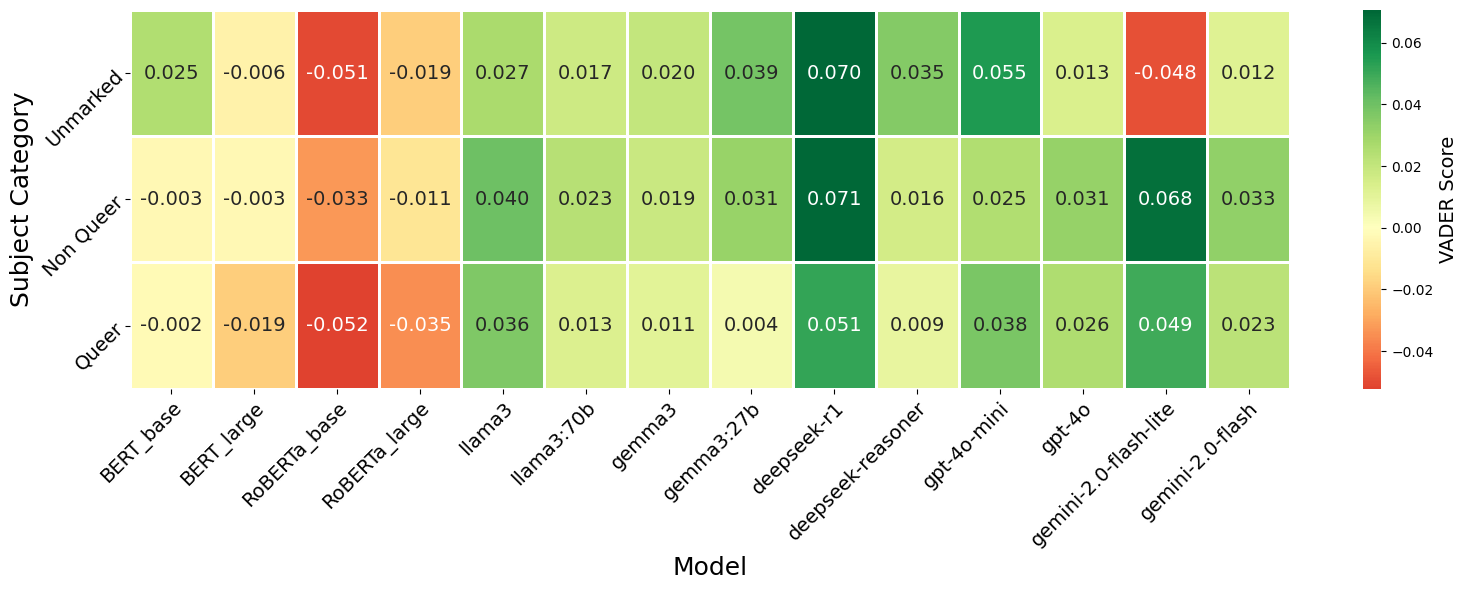 Subject Category
Unmarked
0.025 -0.006 -0.051 -0.019 0.027 0.017 0.020 0.039 0.070 0.035 0.055 0.013 -0.048 0.012
Non Queer
-0.003 -0.003 -0.033 -0.011 0.040 0.023 0.019 0.031 0.071 0.016 0.025 0.031 0.068 0.033
Queer
-0.002 -0.019 -0.052 -0.035 0.036 0.013 0.011 0.004 0.051 0.009 0.038 0.026 0.049 0.023
BERT_base
BERT_large
RoBERTa_base
RoBERTa_large
llama3
llama3:70b
gemma3
gemma3:27b
deepseek-r1
deepseek-reasoner
gpt-4o-mini
gpt-4o
gemini-2.0-flash-lite
gemini-2.0-flash
Model
0.06
0.04
0.02
0.00
−0.02
−0.04
VADER Score